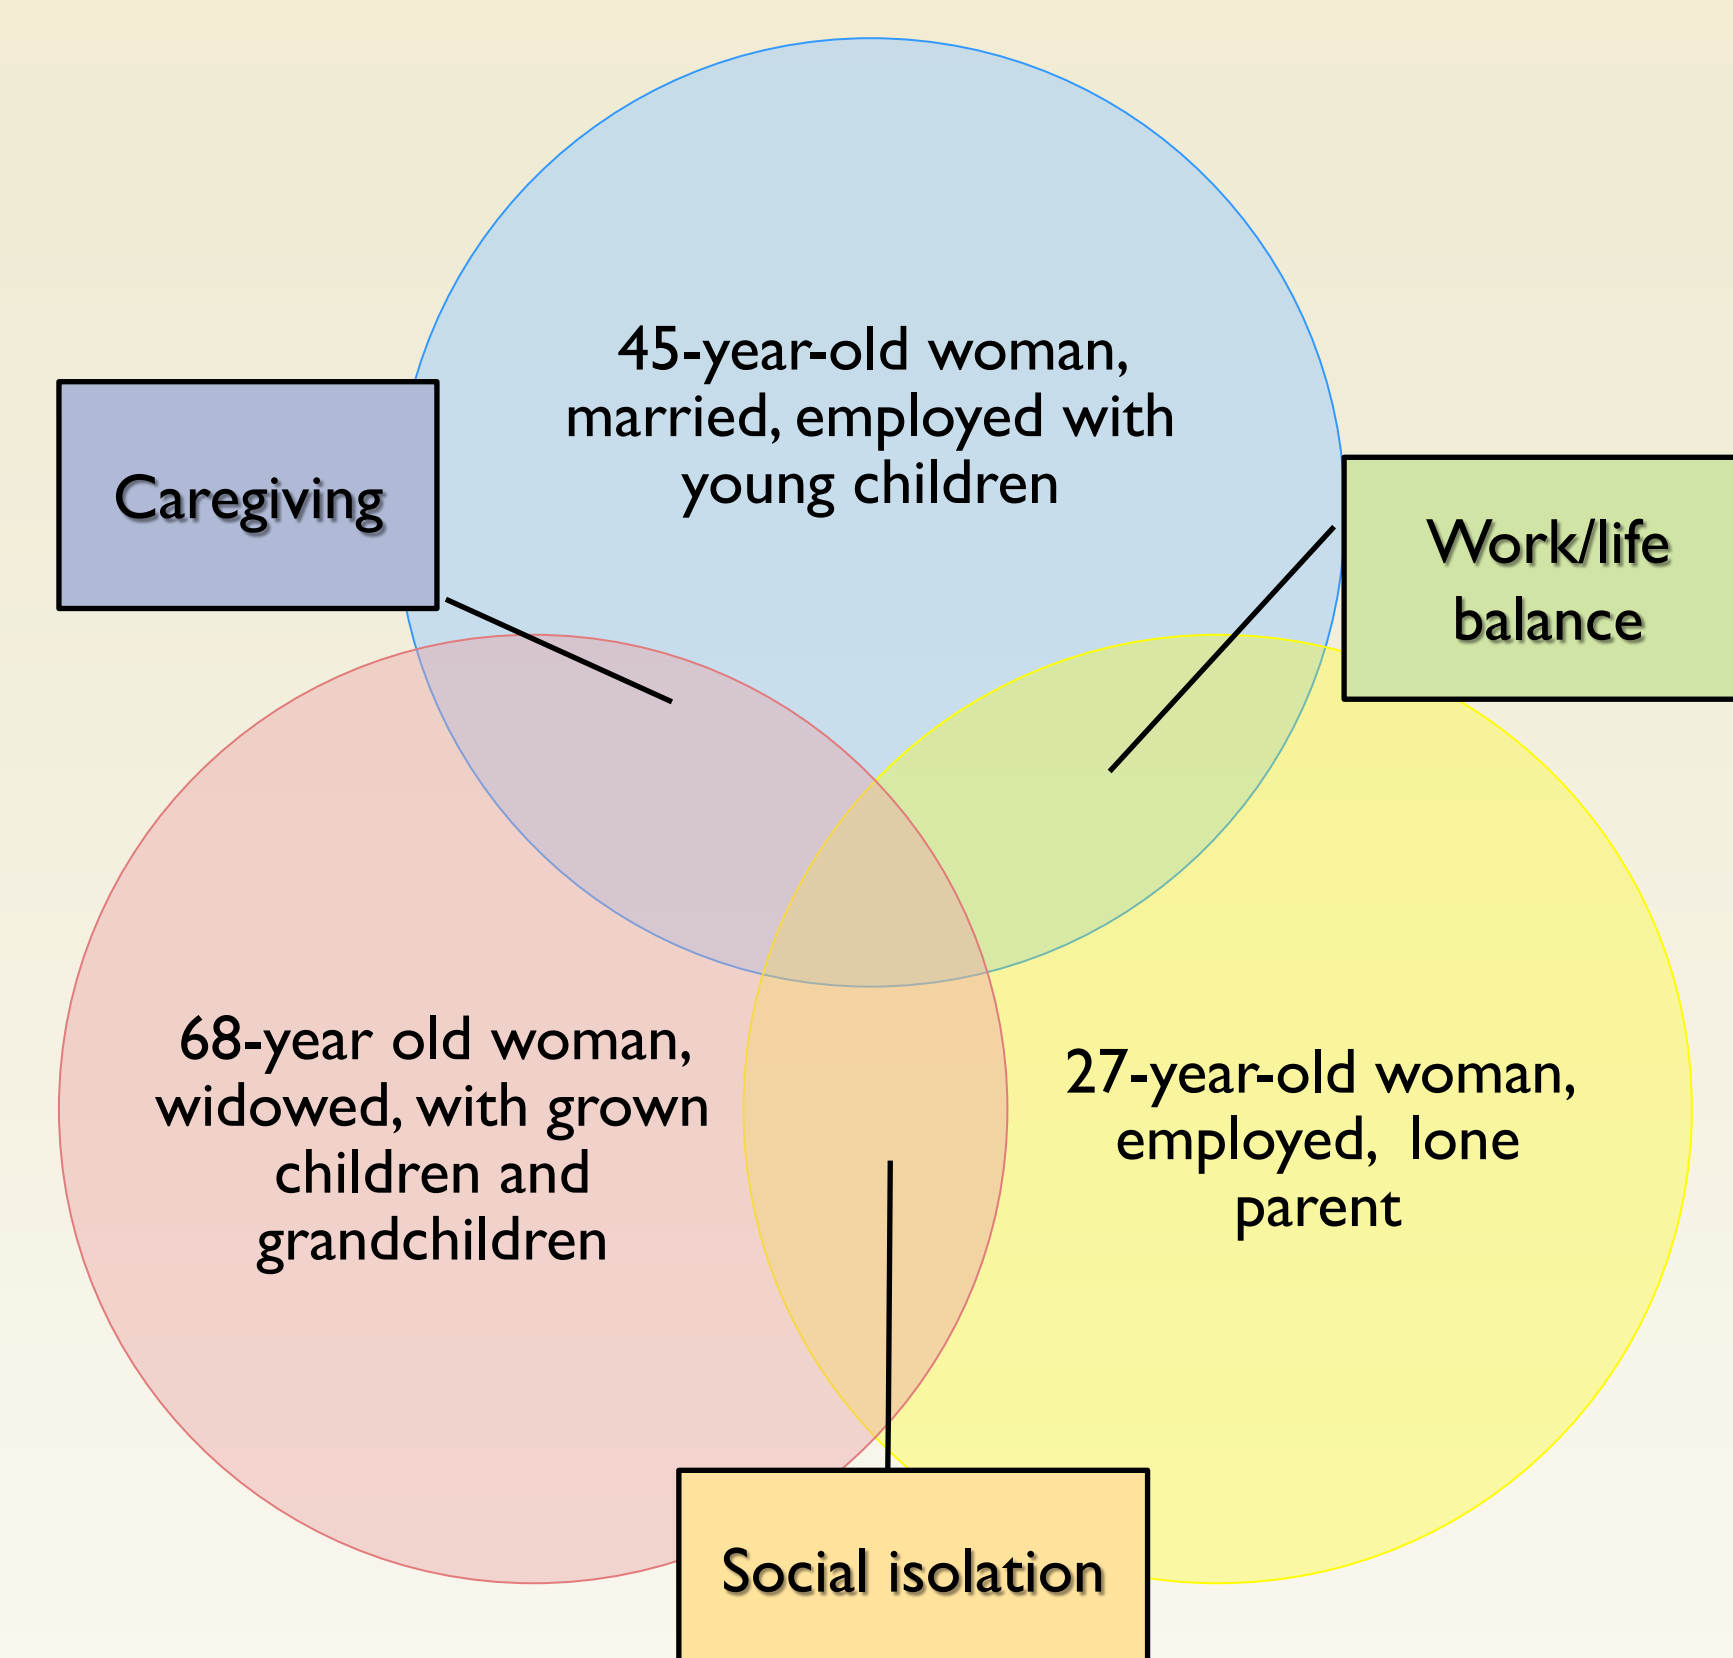 45-year-old woman,
married, employed with
young children
Caregiving
Work/life
balance
68-year old woman,
widowed, with grown
children and
grandchildren
27-year-old woman,
employed,  lone
parent
Social isolation